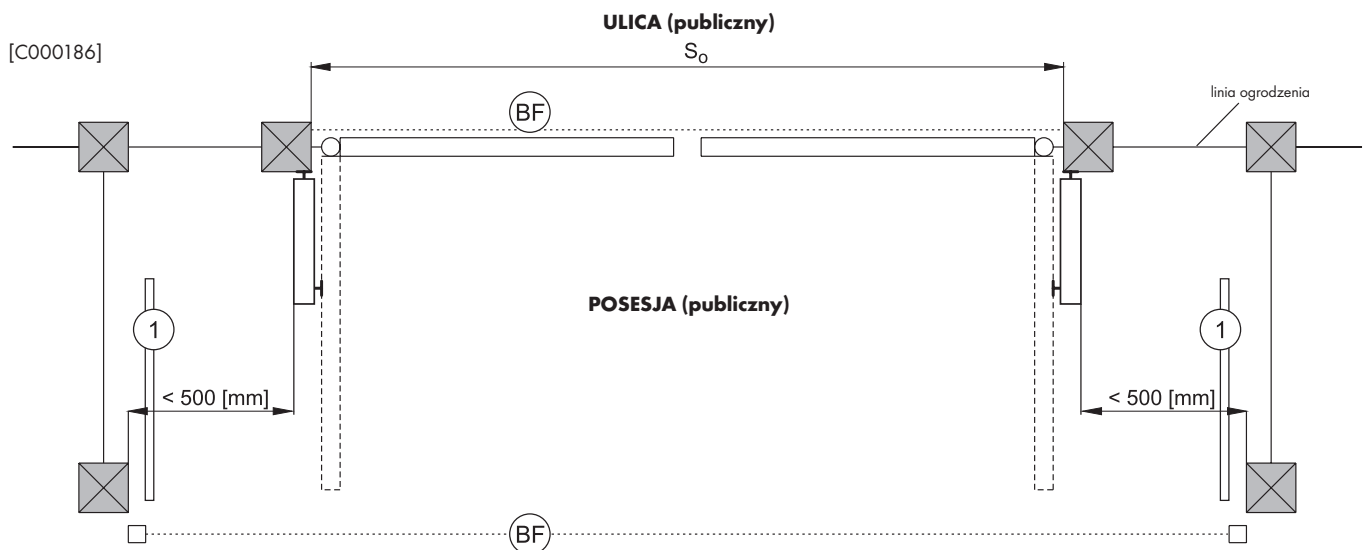 ULICA (publiczny)
[C000186]
So
BF
linia ogrodzenia
POSESJA (publiczny)
1
1
< 500 [mm]
< 500 [mm]
BF